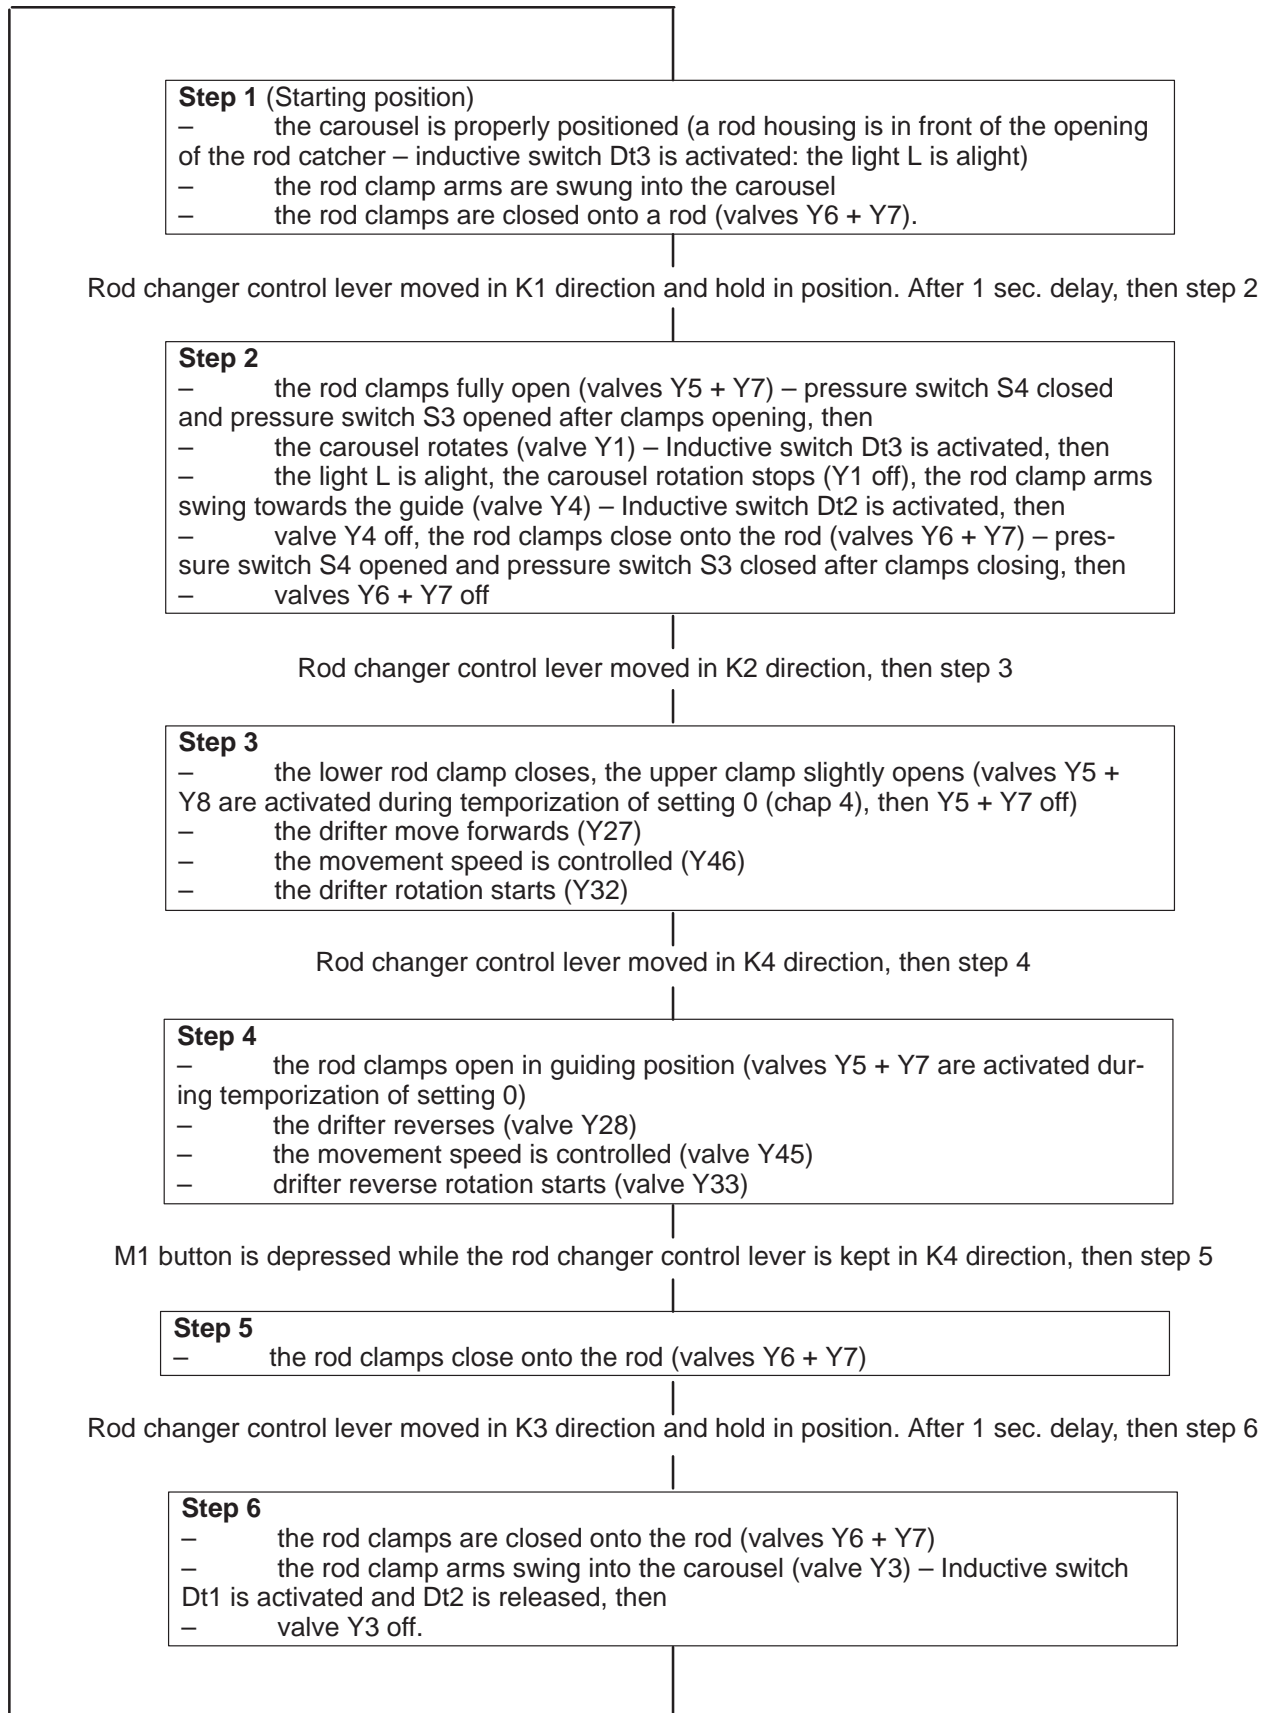 Step 1 (Starting position)
– the carousel is properly positioned (a rod housing is in front of the opening
of the rod catcher – inductive switch Dt3 is activated: the light L is alight)
– the rod clamp arms are swung into the carousel
– the rod clamps are closed onto a rod (valves Y6 + Y7).
Rod changer control lever moved in K1 direction and hold in position. After 1 sec. delay, then step 2
Step 2
– the rod clamps fully open (valves Y5 + Y7) – pressure switch S4 closed
and pressure switch S3 opened after clamps opening, then
– the carousel rotates (valve Y1) – Inductive switch Dt3 is activated, then
– the light L is alight, the carousel rotation stops (Y1 off), the rod clamp arms
swing towards the guide (valve Y4) – Inductive switch Dt2 is activated, then
– valve Y4 off, the rod clamps close onto the rod (valves Y6 + Y7) – pres-
sure switch S4 opened and pressure switch S3 closed after clamps closing, then
– valves Y6 + Y7 off
Rod changer control lever moved in K2 direction, then step 3
Step 3
– the lower rod clamp closes, the upper clamp slightly opens (valves Y5 +
Y8 are activated during temporization of setting 0 (chap 4), then Y5 + Y7 off)
– the drifter move forwards (Y27)
– the movement speed is controlled (Y46)
– the drifter rotation starts (Y32)
Rod changer control lever moved in K4 direction, then step 4
Step 4
– the rod clamps open in guiding position (valves Y5 + Y7 are activated dur-
ing temporization of setting 0)
– the drifter reverses (valve Y28)
– the movement speed is controlled (valve Y45)
– drifter reverse rotation starts (valve Y33)
M1 button is depressed while the rod changer control lever is kept in K4 direction, then step 5
Step 5
– the rod clamps close onto the rod (valves Y6 + Y7)
Rod changer control lever moved in K3 direction and hold in position. After 1 sec. delay, then step 6
Step 6
– the rod clamps are closed onto the rod (valves Y6 + Y7)
– the rod clamp arms swing into the carousel (valve Y3) – Inductive switch
Dt1 is activated and Dt2 is released, then
– valve Y3 off.